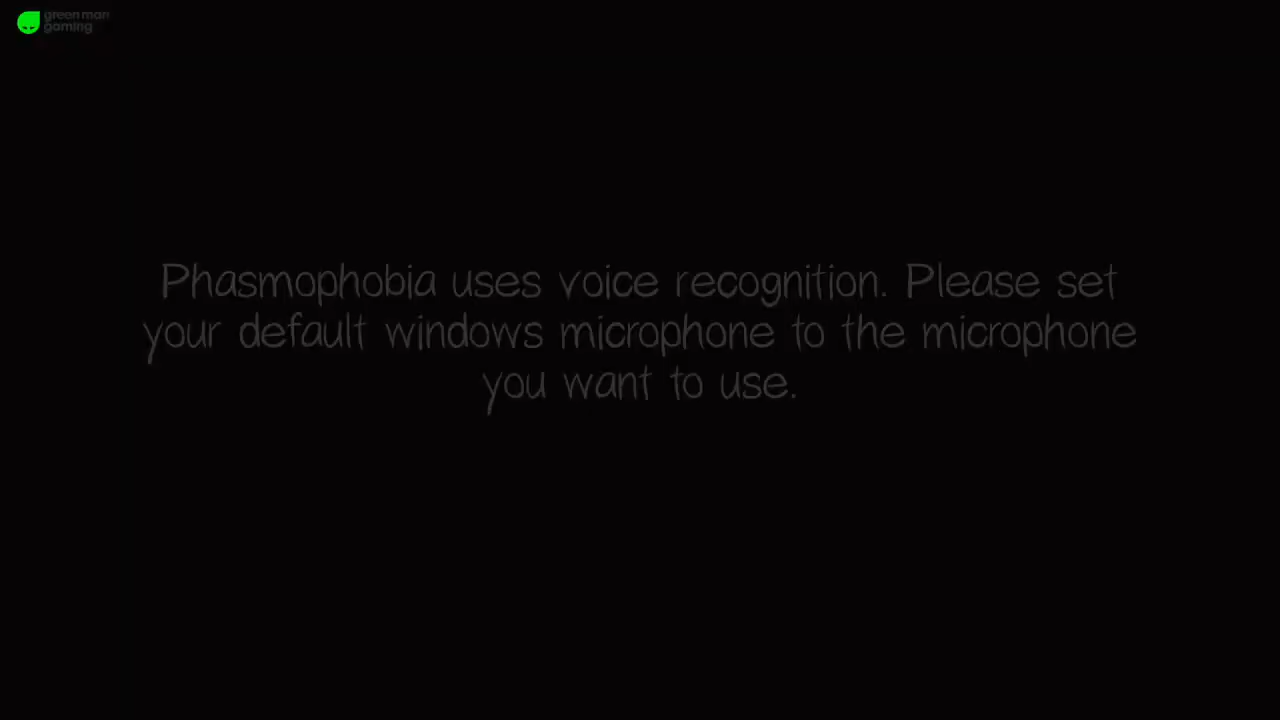 green man
gaming
Phasmophobia uses voice recognition. Please set
your default windows microphone to the microphone
you want to use.